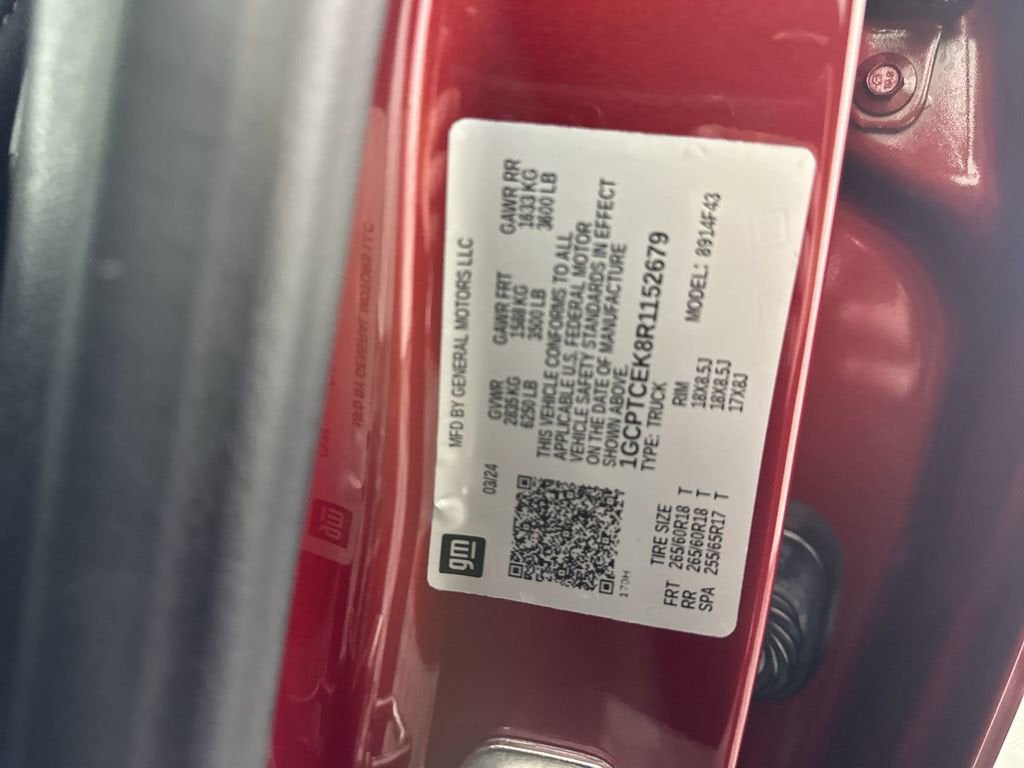 gm
MFD BY GENERAL MOTORS LLC
03/24
GVWR GAWR FRT GAWR RR
2835 KG 1588 KG 1633 KG
6250 LB 3500 LB 3600 LB
THIS VEHICLE CONFORMS TO ALL
APPLICABLE U.S. FEDERAL MOTOR
VEHICLE SAFETY STANDARDS IN EFFECT
ON THE DATE OF MANUFACTURE
SHOWN ABOVE.
1GCPTCEK8R1152679
TYPE: TRUCK MODEL: 8914F43
170H
TIRE SIZE RIM
FRT 265/60R18 T 18X8.5J
RR 265/60R18 T 18X8.5J
SPA 255/65R17 T 17X8J